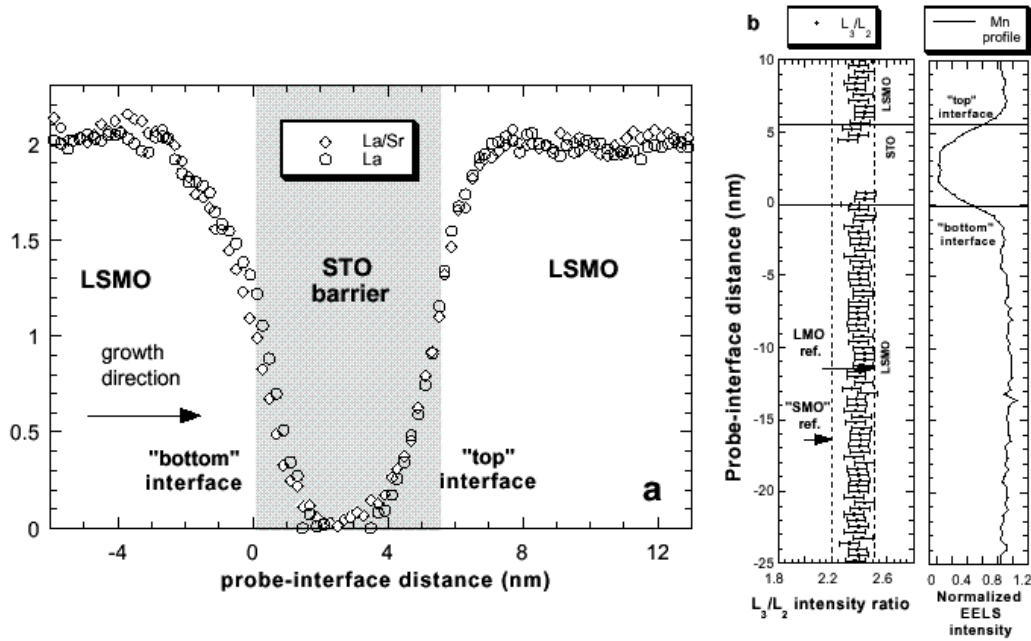 La/Sr
La
LSMO
STO
barrier
LSMO
growth
direction
"bottom"
interface
"top"
interface
a
0
0.5
1
1.5
2
-4
0
4
8
12
probe-interface distance (nm)
b
L3/L2
Mn
profile
10
5
0
-5
-10
-15
-20
-25
Probe-interface distance (nm)
LSMO
STO
LMO
ref.
LSMO
"SMO"
ref.
"top"
interface
"bottom"
interface
1.8
2.2
2.6
L3/L2 intensity ratio
0
0.4
0.8
1.2
Normalized
EELS
intensity